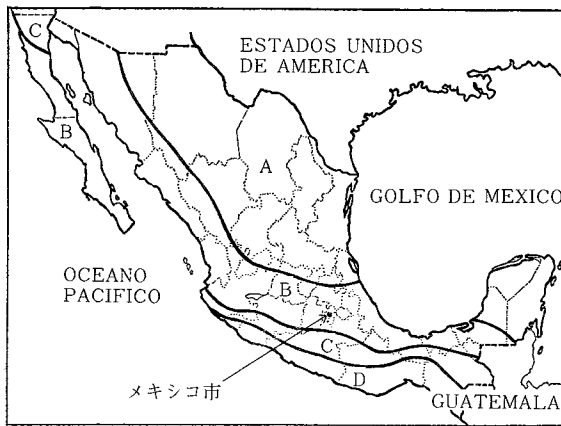 C
ESTADOS UNIDOS
DE AMERICA
B
A
GOLFO DE MEXICO
OCEANO
PACIFICO
B
C
メキシコ市
D
GUATEMALA